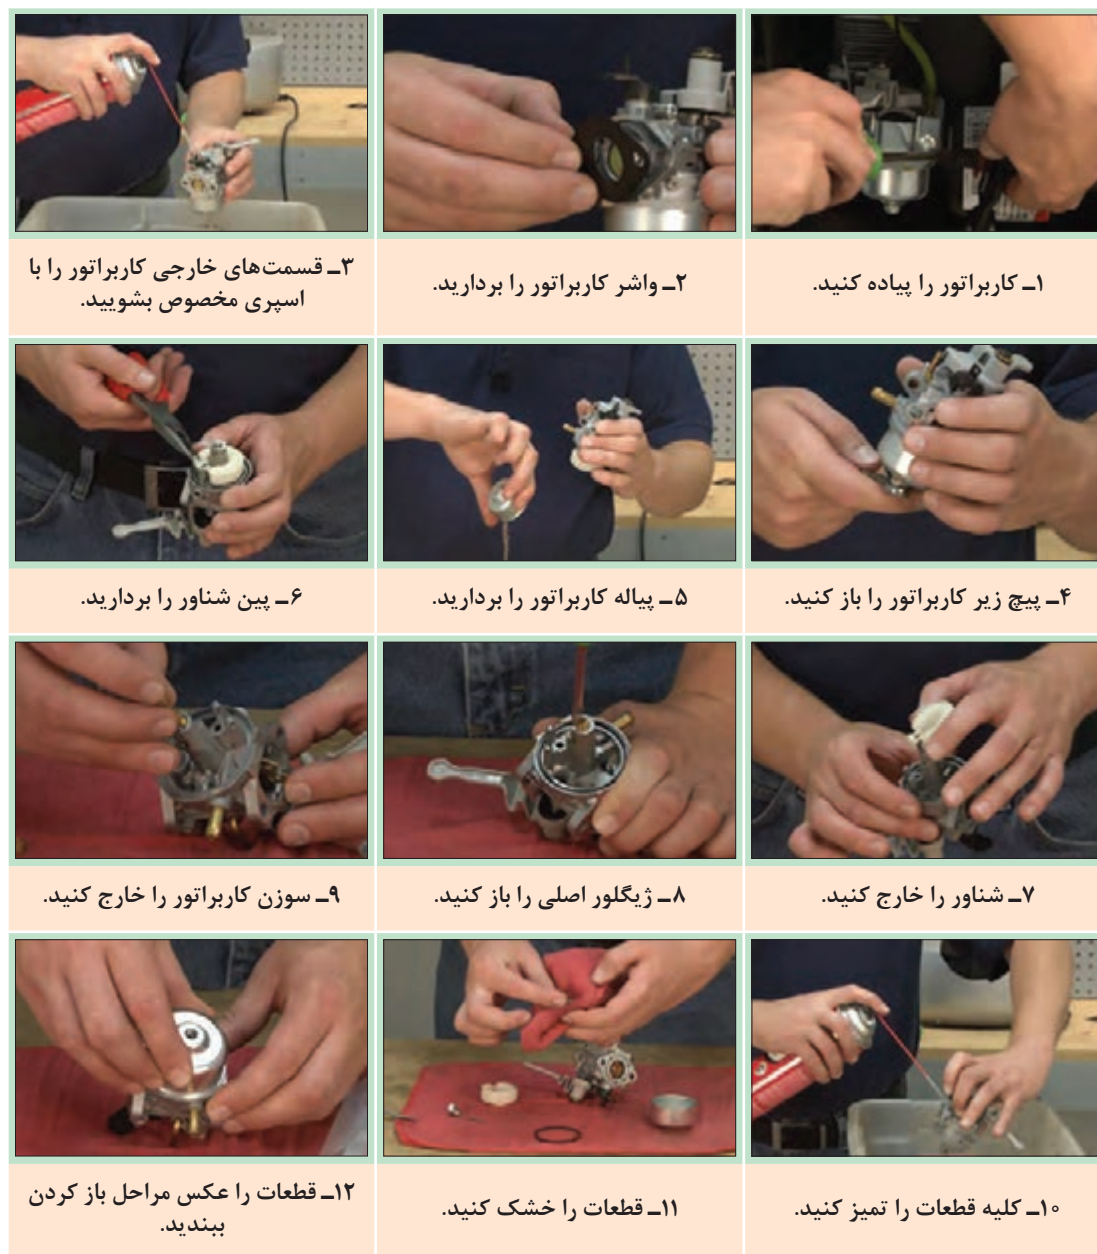 ۱ـ کاربراتور را پیاده کنید.
۲ـ واشر کاربراتور را بردارید.
۳ـ قسمت‌های خارجی کاربراتور را با
اسپری مخصوص بشویید.
۴ـ پیچ زیر کاربراتور را باز کنید.
۵ـ پیاله کاربراتور را بردارید.
۶ـ پین شناور را بردارید.
۷ـ شناور را خارج کنید.
۸ـ ژیگلور اصلی را باز کنید.
۹ـ سوزن کاربراتور را خارج کنید.
۱۰ـ کلیه قطعات را تمیز کنید.
۱۱ـ قطعات را خشک کنید.
۱۲ـ قطعات را عکس مراحل باز کردن
ببندید.